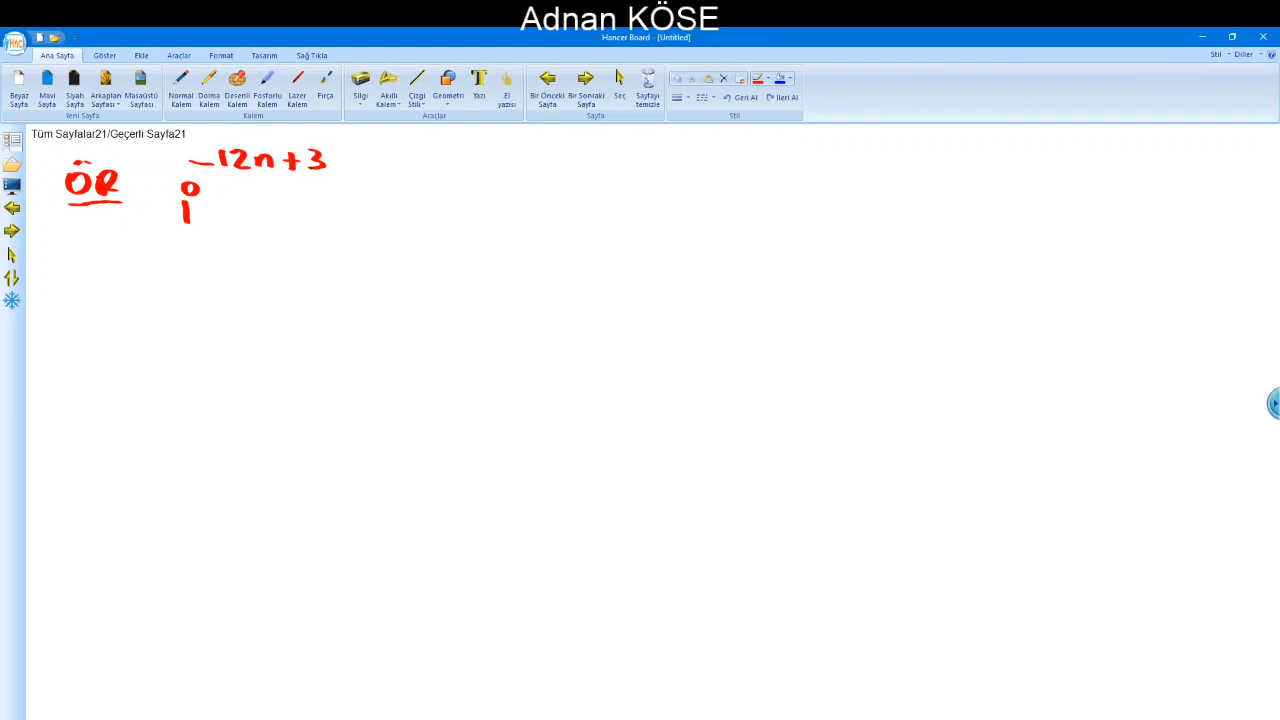 Adnan KÖSE
Hancer Board - [Untitled]
Hnc
Ana Sayfa Göster Ekle Araçlar Format Tasarım Sağ Tıkla Stil Diller
Beyaz Sayfa Mavi Sayfa Siyah Sayfa Arkaplan Sayfası Masaüstü Sayfası
Normal Kalem Dolma Kalem Desenli Kalem Fosforlu Kalem Lazer Kalem Fırça
Silgi Akıllı Kalem Çizgi Stili Geometri Yazı El yazısı
Bir Önceki Sayfa Bir Sonraki Sayfa Seç Sayfayı temizle
Geri Al İleri Al
Yeni Sayfa Kalem Araçlar Sayfa Stil
Tüm Sayfalar21/Geçerli Sayfa21
ÖR i^{-12n+3}